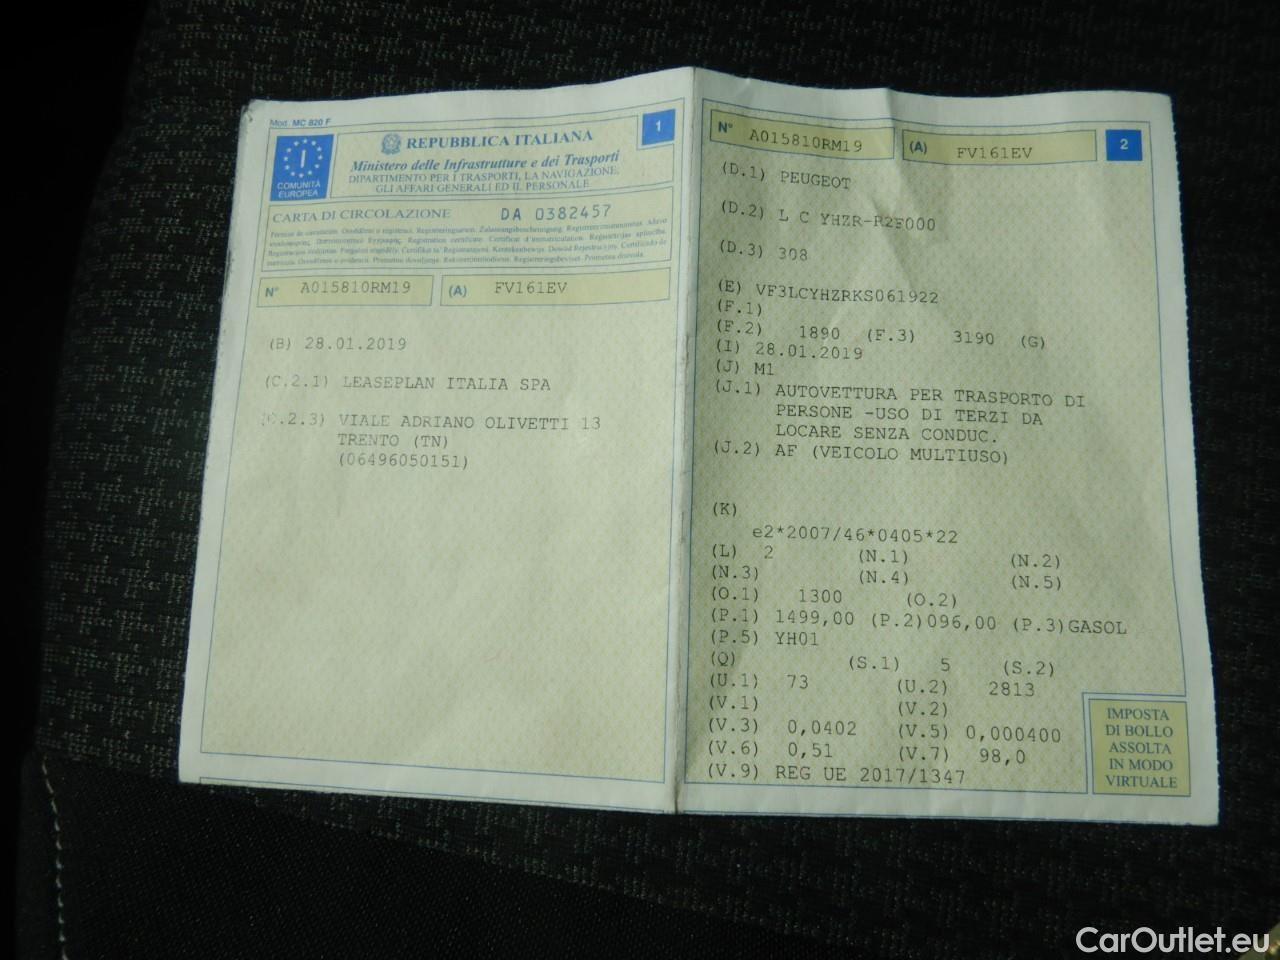 Mod. MC 820 F
1
COMUNITÀ
EUROPEA
I
REPUBBLICA ITALIANA
Ministero delle Infrastrutture e dei Trasporti
DIPARTIMENTO PER I TRASPORTI, LA NAVIGAZIONE,
GLI AFFARI GENERALI ED IL PERSONALE
CARTA DI CIRCOLAZIONE DA 0382457
N° A015810RM19 (A) FV161EV
(B) 28.01.2019
(C.2.1) LEASEPLAN ITALIA SPA
(C.2.3) VIALE ADRIANO OLIVETTI 13
TRENTO (TN)
(06496050151)
N° A015810RM19 (A) FV161EV 2
(D.1) PEUGEOT
(D.2) L C YHZR-R2F000
(D.3) 308
(E) VF3LCYHZRKS061922
(F.1)
(F.2) 1890 (F.3) 3190 (G)
(I) 28.01.2019
(J) M1
(J.1) AUTOVETTURA PER TRASPORTO DI
PERSONE -USO DI TERZI DA
LOCARE SENZA CONDUC.
(J.2) AF (VEICOLO MULTIUSO)
(K)
e2*2007/46*0405*22
(L) 2 (N.1) (N.2)
(N.3) (N.4) (N.5)
(O.1) 1300 (O.2)
(P.1) 1499,00 (P.2)096,00 (P.3)GASOL
(P.5) YH01
(Q) (S.1) 5 (S.2)
(U.1) 73 (U.2) 2813
(V.1) (V.2)
(V.3) 0,0402 (V.5) 0,000400
(V.6) 0,51 (V.7) 98,0
(V.9) REG UE 2017/1347
IMPOSTA
DI BOLLO
ASSOLTA
IN MODO
VIRTUALE
CarOutlet.eu